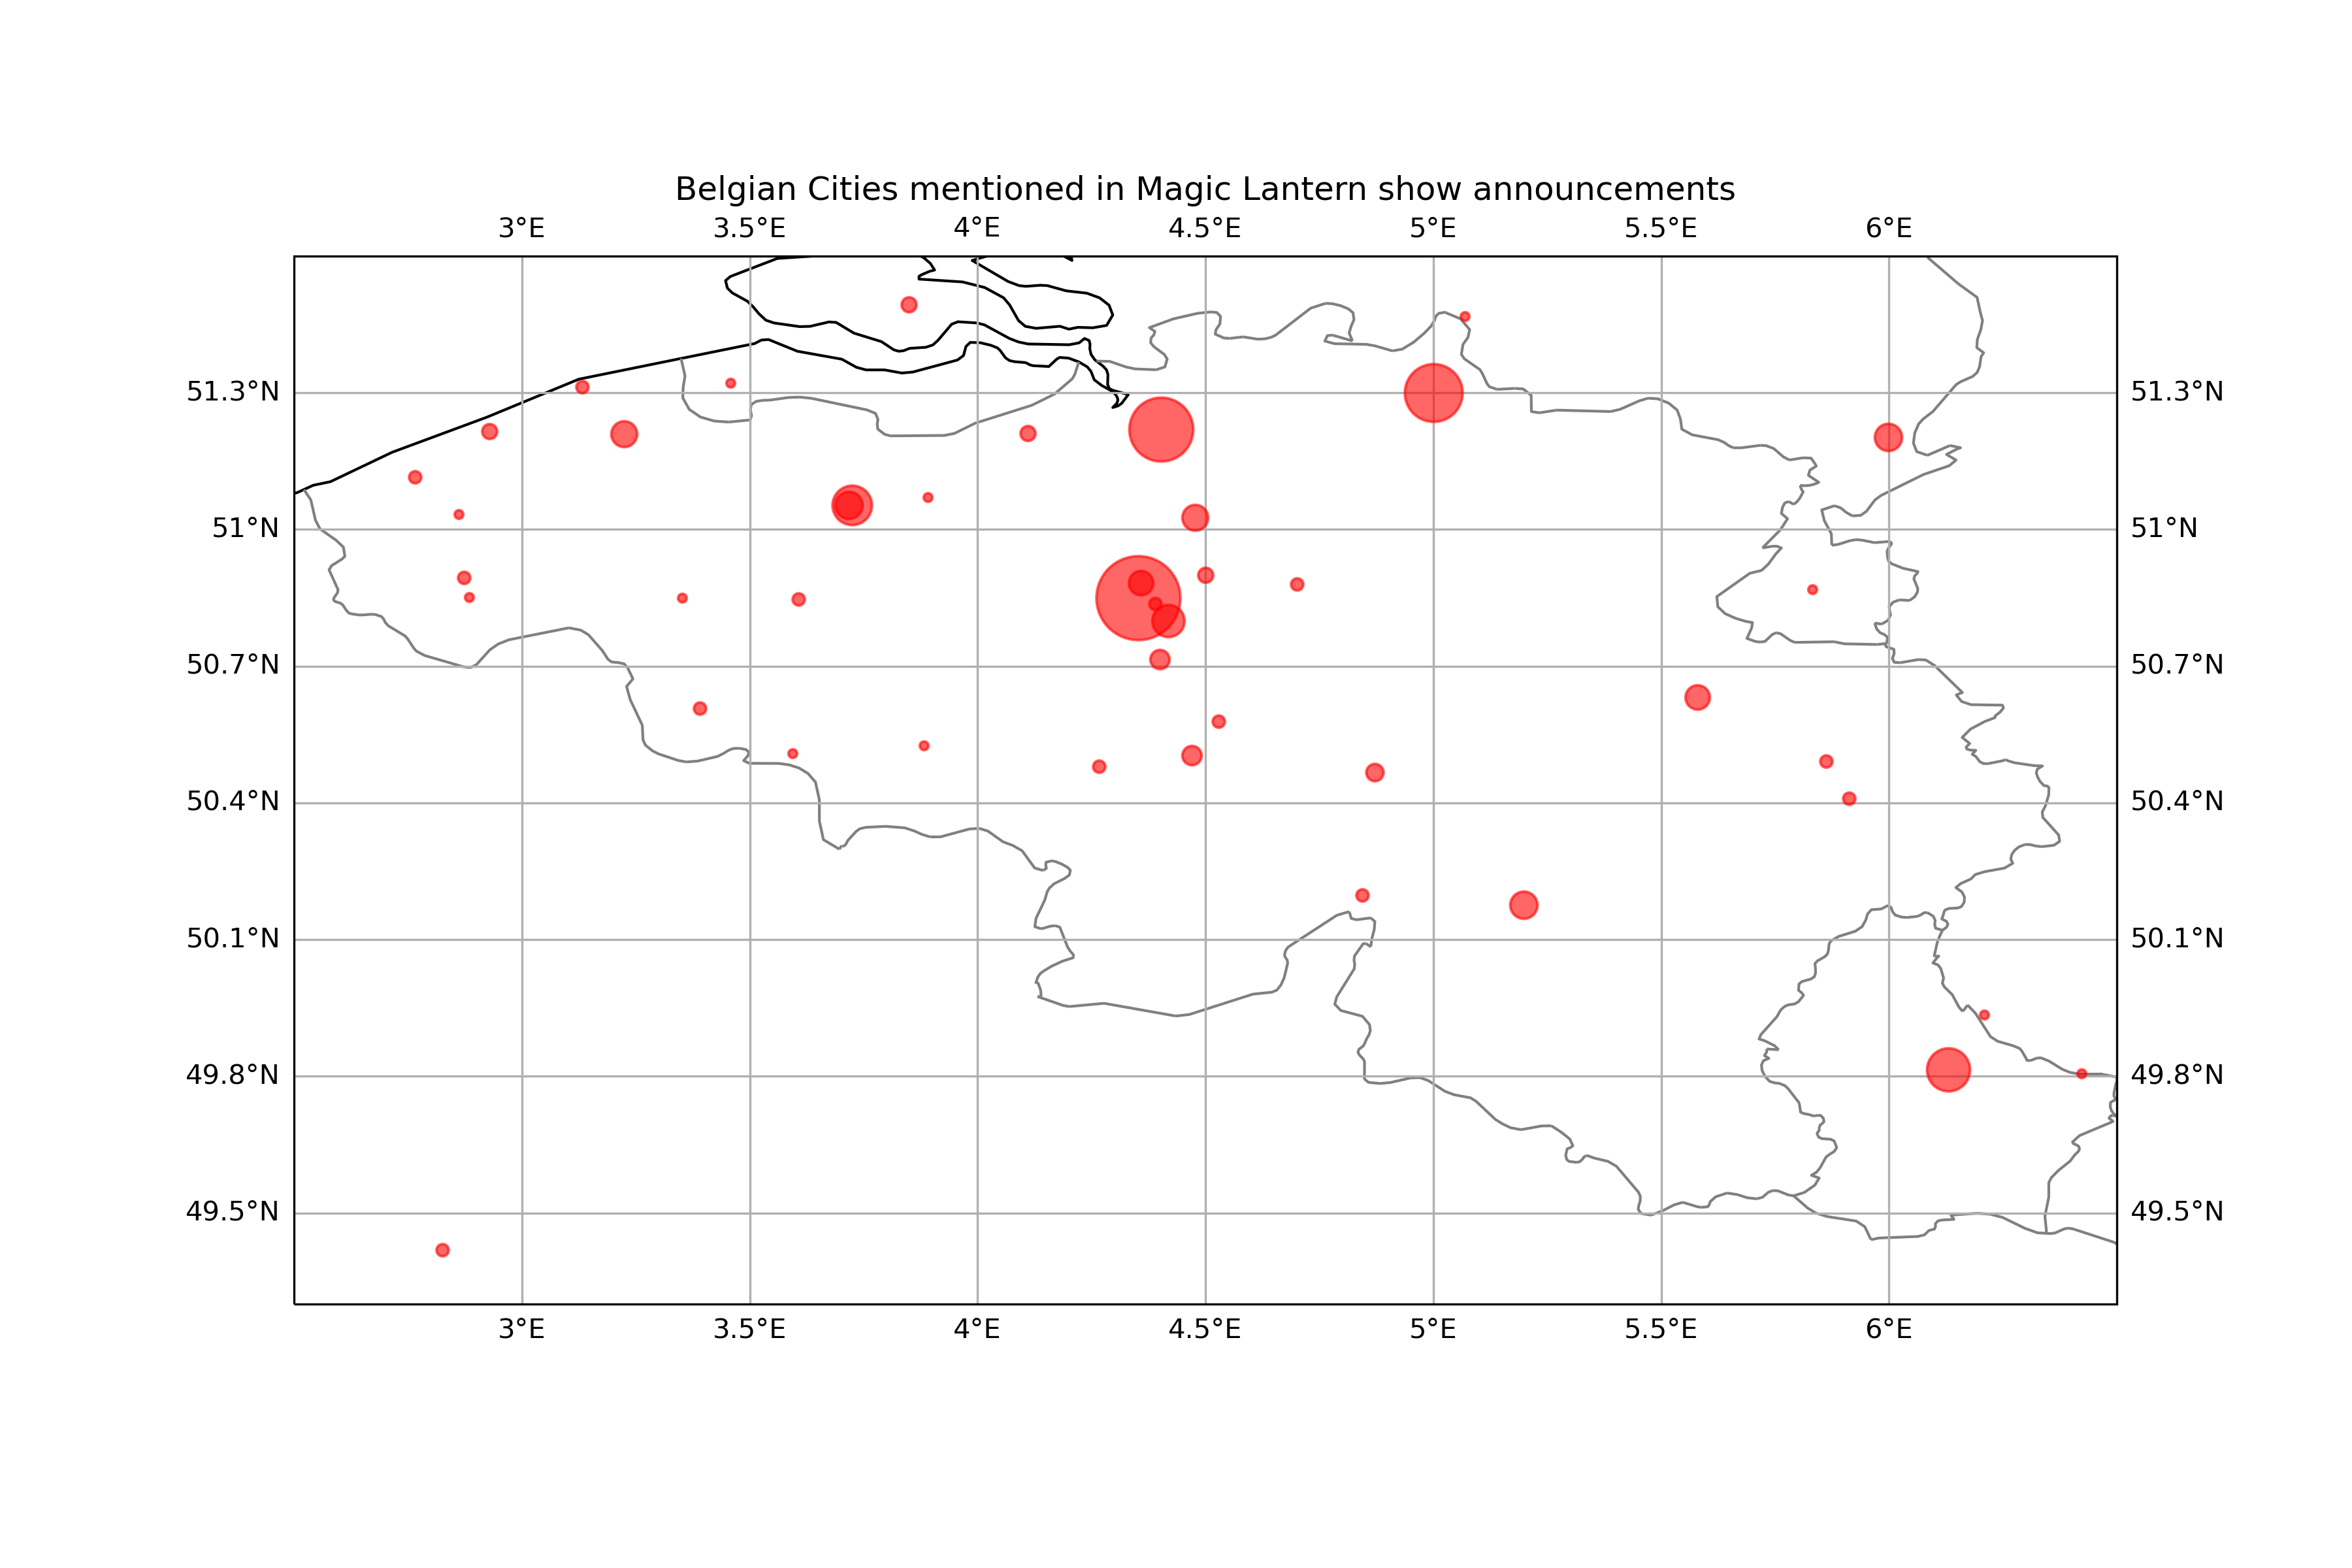 Belgian Cities mentioned in Magic Lantern show announcements
3°E 3.5°E 4°E 4.5°E 5°E 5.5°E 6°E
51.3°N 51.3°N
51°N 51°N
50.7°N 50.7°N
50.4°N 50.4°N
50.1°N 50.1°N
49.8°N 49.8°N
49.5°N 49.5°N
3°E 3.5°E 4°E 4.5°E 5°E 5.5°E 6°E